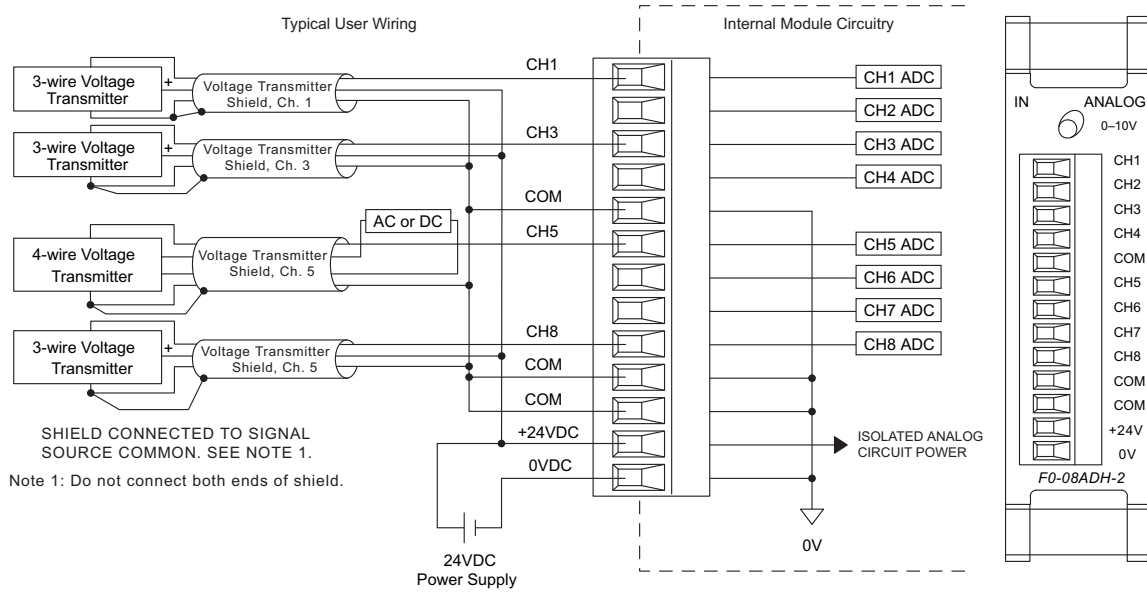 Typical User Wiring
Internal Module Circuitry
3-wire Voltage
Transmitter
+
Voltage Transmitter
Shield, Ch. 1
3-wire Voltage
Transmitter
+
Voltage Transmitter
Shield, Ch. 3
4-wire Voltage
Transmitter
Voltage Transmitter
Shield, Ch. 5
AC or DC
3-wire Voltage
Transmitter
+
Voltage Transmitter
Shield, Ch. 5
SHIELD CONNECTED TO SIGNAL
SOURCE COMMON. SEE NOTE 1.
Note 1: Do not connect both ends of shield.
24VDC
Power Supply
CH1
CH3
COM
CH5
CH8
COM
COM
+24VDC
0VDC
CH1 ADC
CH2 ADC
CH3 ADC
CH4 ADC
CH5 ADC
CH6 ADC
CH7 ADC
CH8 ADC
ISOLATED ANALOG
CIRCUIT POWER
0V
IN ANALOG
0–10V
CH1
CH2
CH3
CH4
COM
CH5
CH6
CH7
CH8
COM
COM
+24V
0V
F0-08ADH-2